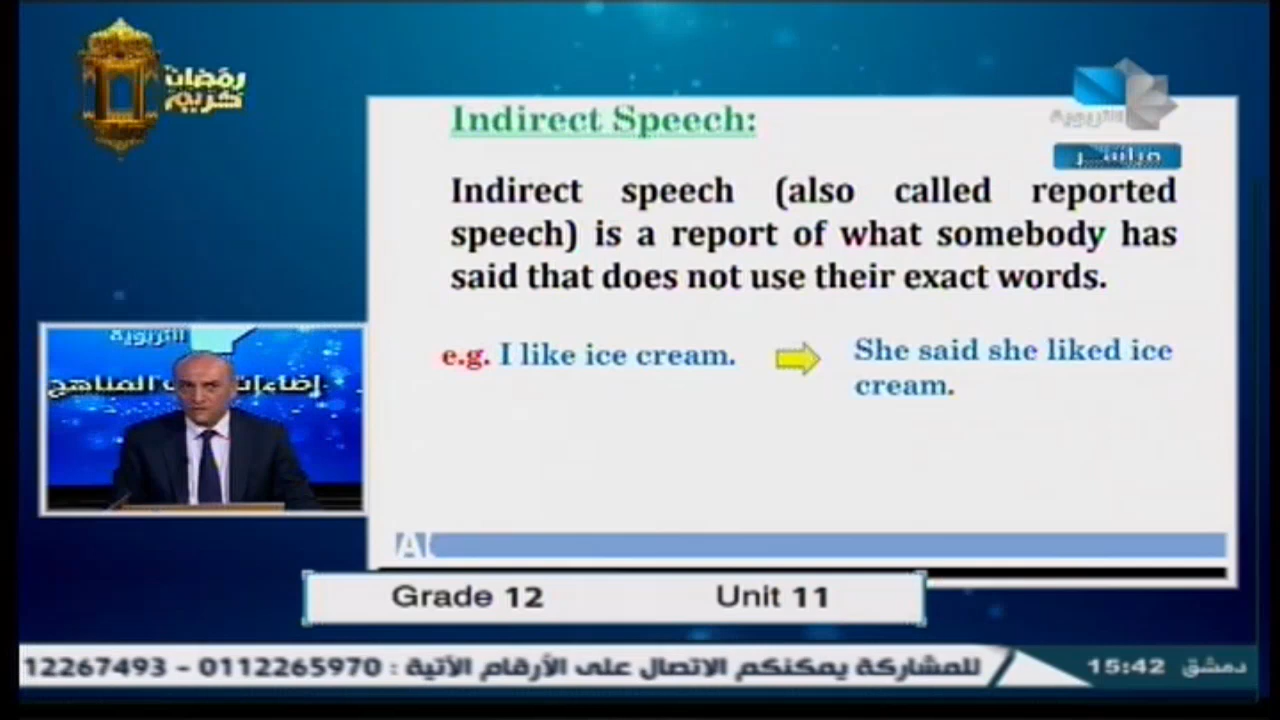 رمضان
كريم
التربوية
مباشر
Indirect Speech:
Indirect speech (also called reported
speech) is a report of what somebody has
said that does not use their exact words.
e.g. I like ice cream.
She said she liked ice
cream.
التربوية
المناهج
Grade 12 Unit 11
للمشاركة يمكنكم الاتصال على الأرقام الآتية : 0112265970 - 12267493
دمشق 15:42